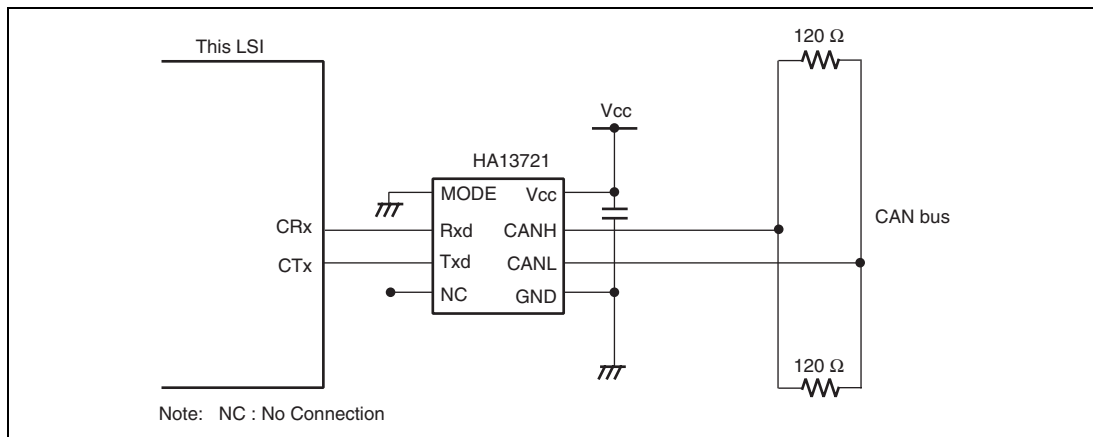 This LSI
120 Ω
Vcc
HA13721
MODE Vcc
CRx Rxd CANH CAN bus
CTx Txd CANL
NC GND
120 Ω
Note: NC : No Connection